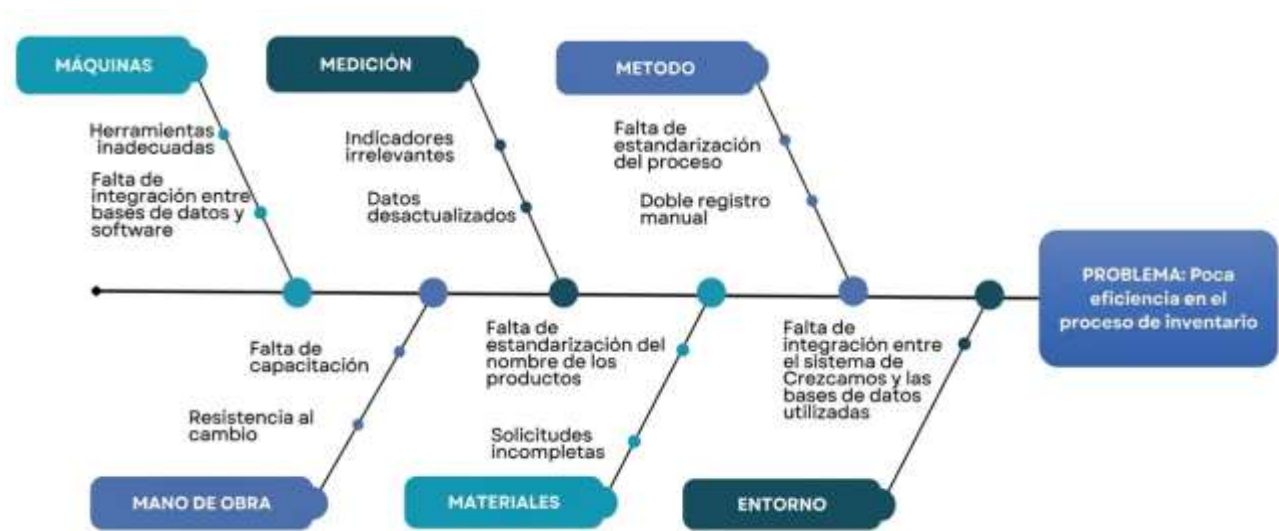 MÁQUINAS
MEDICIÓN
METODO
Herramientas
inadecuadas
Falta de
integración entre
bases de datos y
software
Indicadores
irrelevantes
Datos
desactualizados
Falta de
estandarización
del proceso
Doble registro
manual
PROBLEMA: Poca
eficiencia en el
proceso de inventario
Falta de
capacitación
Resistencia al
cambio
Falta de
estandarización del
nombre de los
productos
Solicitudes
incompletas
Falta de
integración entre
el sistema de
Crezcamos y las
bases de datos
utilizadas
MANO DE OBRA
MATERIALES
ENTORNO